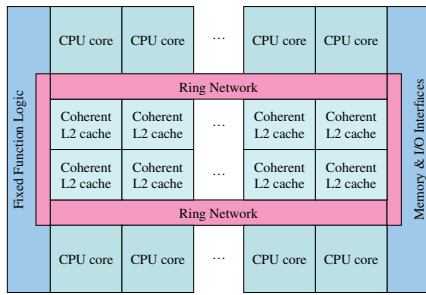 Fixed Function Logic
CPU core CPU core ... CPU core CPU core
Ring Network
Coherent Coherent Coherent Coherent
L2 cache L2 cache ... L2 cache L2 cache
Coherent Coherent Coherent Coherent
L2 cache L2 cache ... L2 cache L2 cache
Ring Network
CPU core CPU core ... CPU core CPU core
Memory & I/O Interfaces